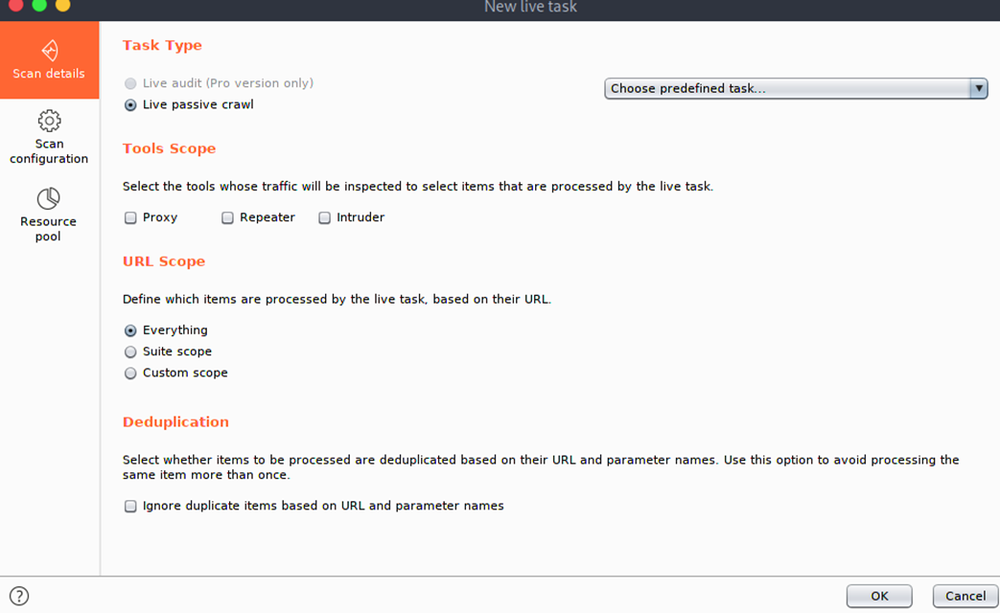 New live task
Scan details
Scan
configuration
Resource
pool
Task Type
Live audit (Pro version only)
Live passive crawl
Choose predefined task...
Tools Scope
Select the tools whose traffic will be inspected to select items that are processed by the live task.
Proxy Repeater Intruder
URL Scope
Define which items are processed by the live task, based on their URL.
Everything
Suite scope
Custom scope
Deduplication
Select whether items to be processed are deduplicated based on their URL and parameter names. Use this option to avoid processing the
same item more than once.
Ignore duplicate items based on URL and parameter names
?
OK Cancel